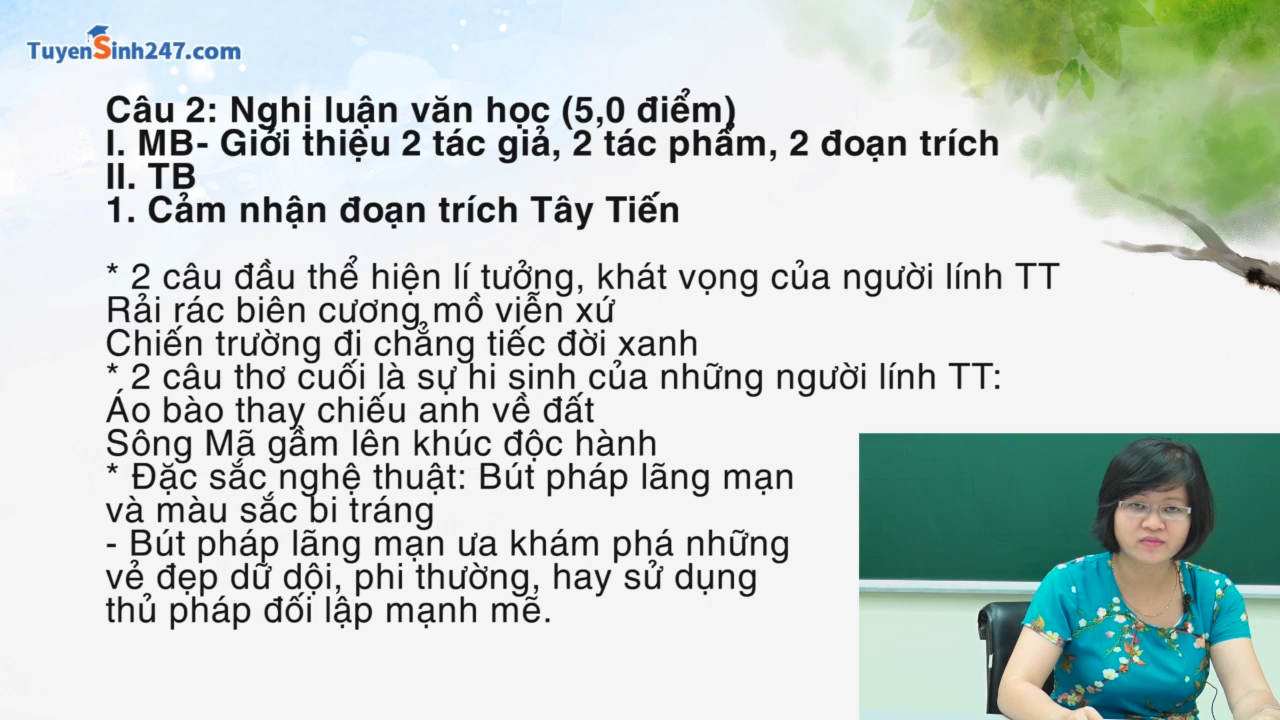 TuyenSinh247.com
Câu 2: Nghị luận văn học (5,0 điểm)
I. MB- Giới thiệu 2 tác giả, 2 tác phẩm, 2 đoạn trích
II. TB
1. Cảm nhận đoạn trích Tây Tiến
* 2 câu đầu thể hiện lí tưởng, khát vọng của người lính TT
Rải rác biên cương mồ viễn xứ
Chiến trường đi chẳng tiếc đời xanh
* 2 câu thơ cuối là sự hi sinh của những người lính TT:
Áo bào thay chiếu anh về đất
Sông Mã gầm lên khúc độc hành
* Đặc sắc nghệ thuật: Bút pháp lãng mạn
và màu sắc bi tráng
- Bút pháp lãng mạn ưa khám phá những
vẻ đẹp dữ dội, phi thường, hay sử dụng
thủ pháp đối lập mạnh mẽ.